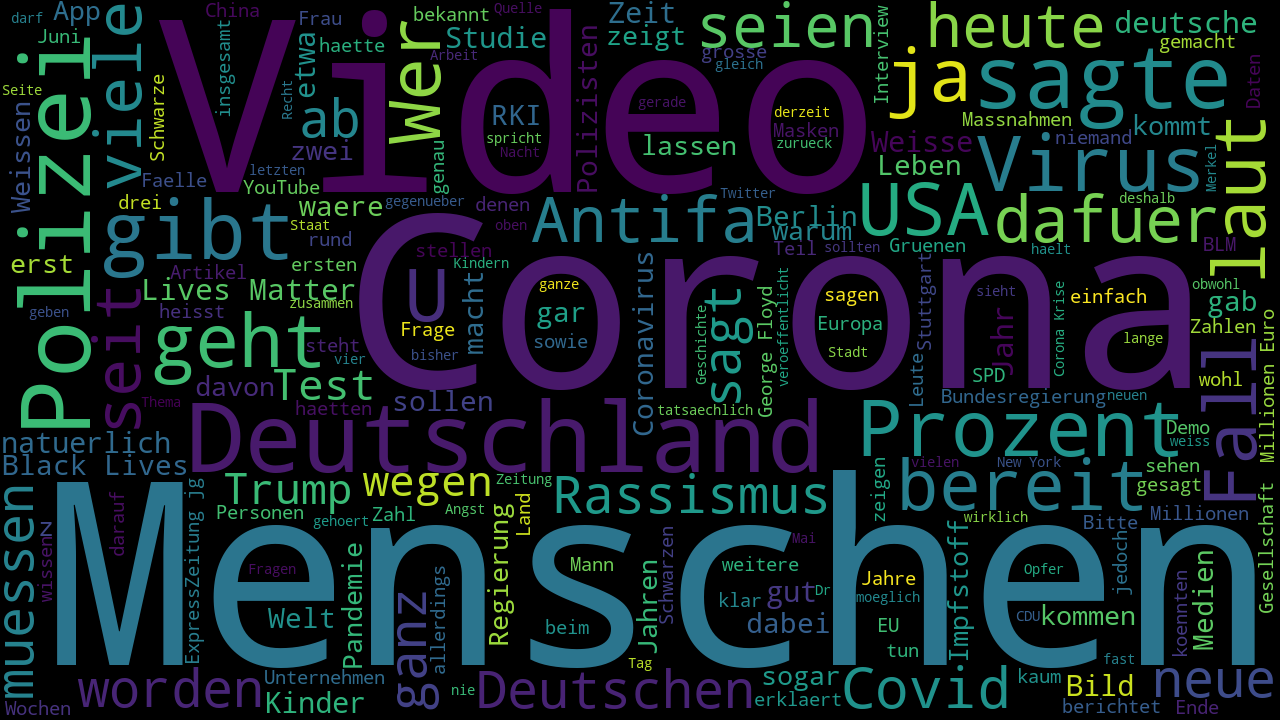 darf
App
China
Frau
bekannt
Quelle
Zeit
seien
heute
deutsche
Juni
viele
Video
insgesamt
etwa
haette
Wer
Studie
Arbeit
zeigt
grosse
gleich
Interview
ja
sagte
gemacht
Daten
Seite
Polizei
Weissen
Schwarze
ab
Recht
RKI
spricht
Nacht
Polizisten
gerade
lassen
derzeit
Masken
zurueck
Massnahmen
Weisse
niemand
kommt
laut
zwei
genau
Leben
Virus
Merkel
Faelle
letzten
YouTube
gegenueber
Twitter
deshalb
drei
gibt
waere
denen
Antifa
Berlin
USA
dafuer
Staat
rund
oben
warum
erst
Artikel
ersten
stellen
Kindern
Teil
sollten
Gruenen
haelt
BLM
seit
Lives Matter
Corona
U
ganze
sagen
sieht
einfach
obwohl
gab
geben
heisst
zusammen
Frage
macht
gar
sowie
Coronavirus
sagt
Geschichte
George Floyd
veroeffentlicht
Europa
Stadt
Stuttgart
Jahr
Corona Krise
lange
Zahlen
Millionen Euro
geht
steht
vier
bisher
davon
Test
SPD
wohl
Thema
haetten
sollen
tatsaechlich
Leute
Bundesregierung
neuen
natuerlich
Deutschland
Prozent
Demo
weiss
Fall
Black Lives
Trump
wegen
Zeitung
Rassismus
vielen
New York
bereit
sehen
gesagt
muessen
z
wissen
darauf
ExpressZeitung jg
Personen
gehoert
Zahl
Angst
Land
zeigen
wirklich
Bitte
Millionen
Menschen
Fragen
Pandemie
Regierung
Mai
Mann
weitere
Jahre
Opfer
jedoch
Gesellschaft
Schwarzen
klar
gut
Dr
moeglich
Impfstoff
koennten
Medien
Welt
ganz
allerdings
beim
Jahren
dabei
EU
CDU
kommen
tun
Wochen
worden
Unternehmen
Kinder
nie
Deutschen
Tag
sogar
erklaert
Covid
kaum
fast
Bild
berichtet
neue
Ende